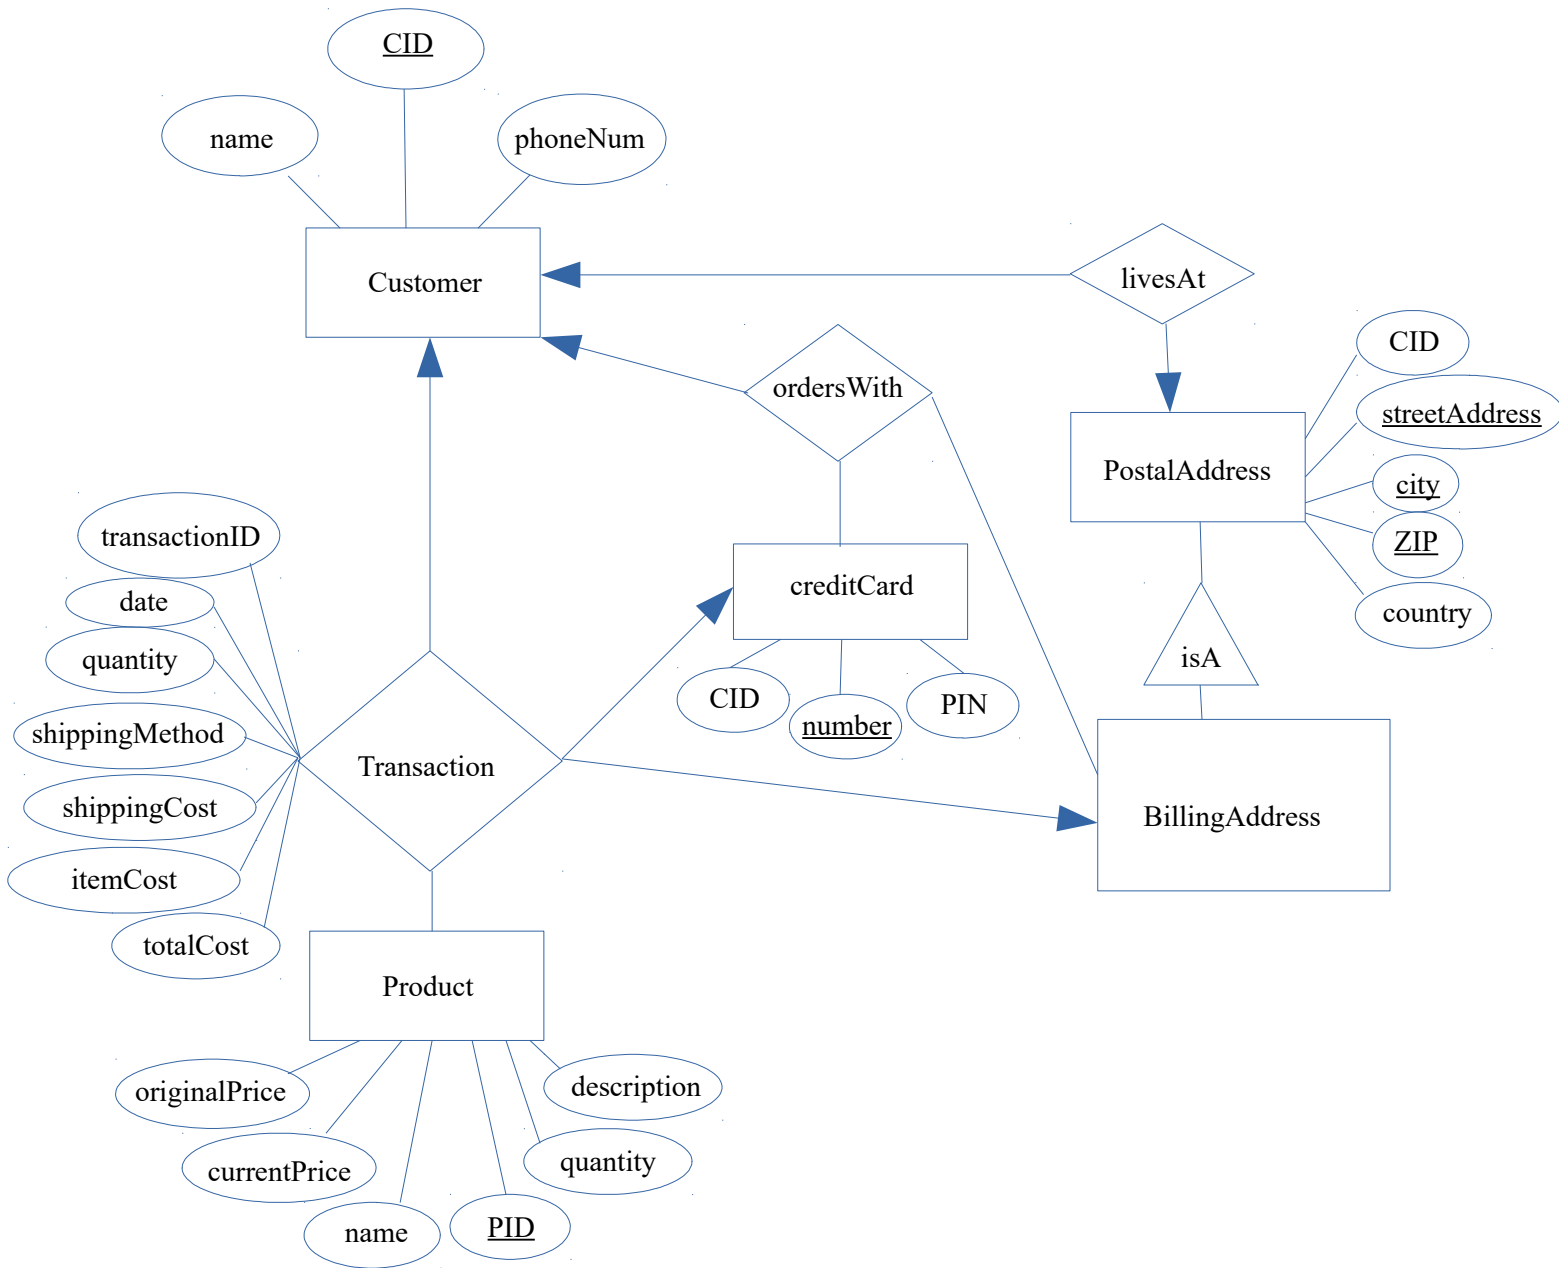 CID
name
phoneNum
Customer
livesAt
ordersWith
CID
streetAddress
city
ZIP
country
PostalAddress
isA
BillingAddress
creditCard
CID
number
PIN
transactionID
date
quantity
shippingMethod
shippingCost
itemCost
totalCost
Transaction
Product
originalPrice
currentPrice
name
PID
quantity
description